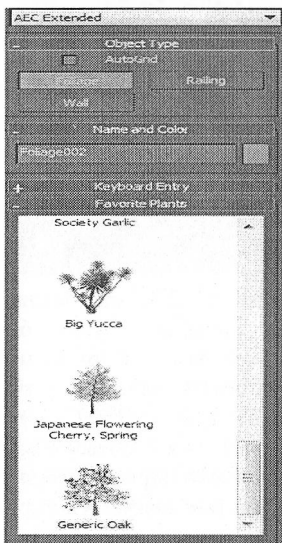 AEC Extended
Object Type
AutoGrid
Foliage
Railing
Wall
Name and Color
Foliage002
Keyboard Entry
Favorite Plants
Society Garlic
Big Yucca
Japanese Flowering
Cherry, Spring
Generic Oak